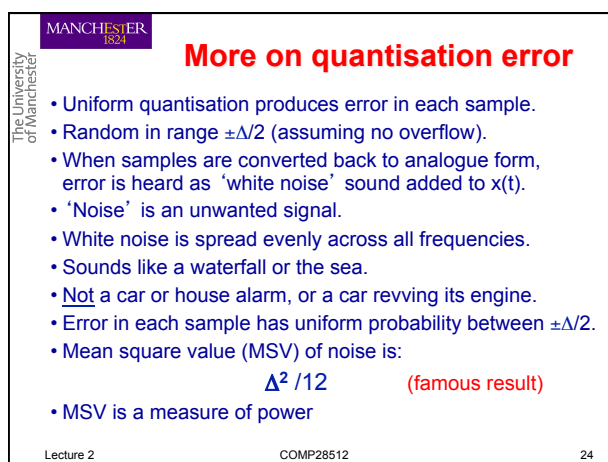 MANCHESTER
1824
The University
of Manchester
More on quantisation error
• Uniform quantisation produces error in each sample.
• Random in range ±Δ/2 (assuming no overflow).
• When samples are converted back to analogue form,
error is heard as ‘white noise’ sound added to x(t).
• ‘Noise’ is an unwanted signal.
• White noise is spread evenly across all frequencies.
• Sounds like a waterfall or the sea.
• Not a car or house alarm, or a car revving its engine.
• Error in each sample has uniform probability between ±Δ/2.
• Mean square value (MSV) of noise is:
Δ² /12 (famous result)
• MSV is a measure of power
Lecture 2 COMP28512 24